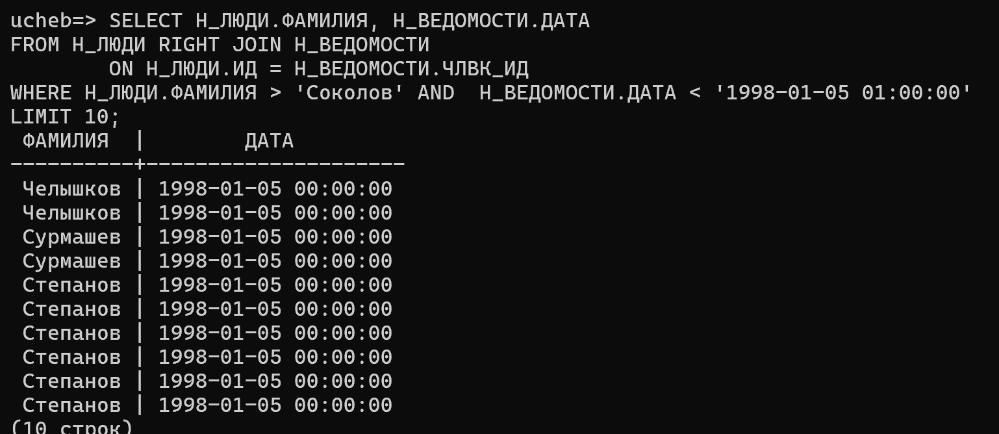 ucheb=> SELECT Н_ЛЮДИ.ФАМИЛИЯ, Н_ВЕДОМОСТИ.ДАТА
FROM Н_ЛЮДИ RIGHT JOIN Н_ВЕДОМОСТИ
        ON Н_ЛЮДИ.ИД = Н_ВЕДОМОСТИ.ЧЛВК_ИД
WHERE Н_ЛЮДИ.ФАМИЛИЯ > 'Соколов' AND  Н_ВЕДОМОСТИ.ДАТА < '1998-01-05 01:00:00'
LIMIT 10;
 ФАМИЛИЯ  |        ДАТА
----------+---------------------
 Челышков | 1998-01-05 00:00:00
 Челышков | 1998-01-05 00:00:00
 Сурмашев | 1998-01-05 00:00:00
 Сурмашев | 1998-01-05 00:00:00
 Степанов | 1998-01-05 00:00:00
 Степанов | 1998-01-05 00:00:00
 Степанов | 1998-01-05 00:00:00
 Степанов | 1998-01-05 00:00:00
 Степанов | 1998-01-05 00:00:00
 Степанов | 1998-01-05 00:00:00
(10 строк)